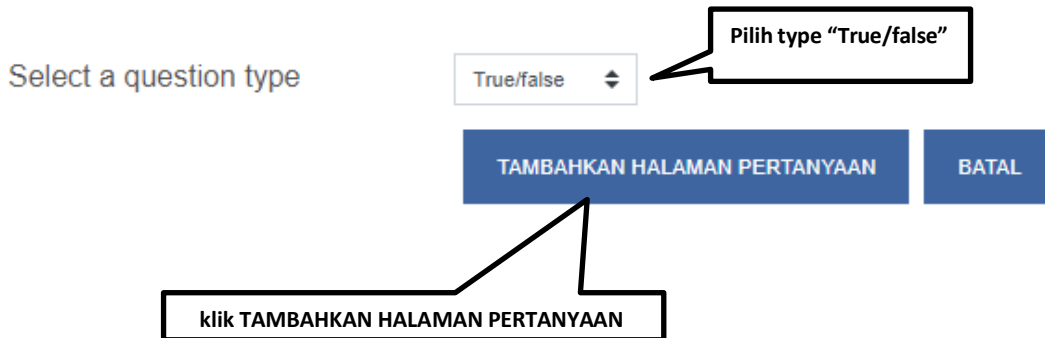 Pilih type “True/false”
Select a question type
True/false
TAMBAHKAN HALAMAN PERTANYAAN
BATAL
klik TAMBAHKAN HALAMAN PERTANYAAN